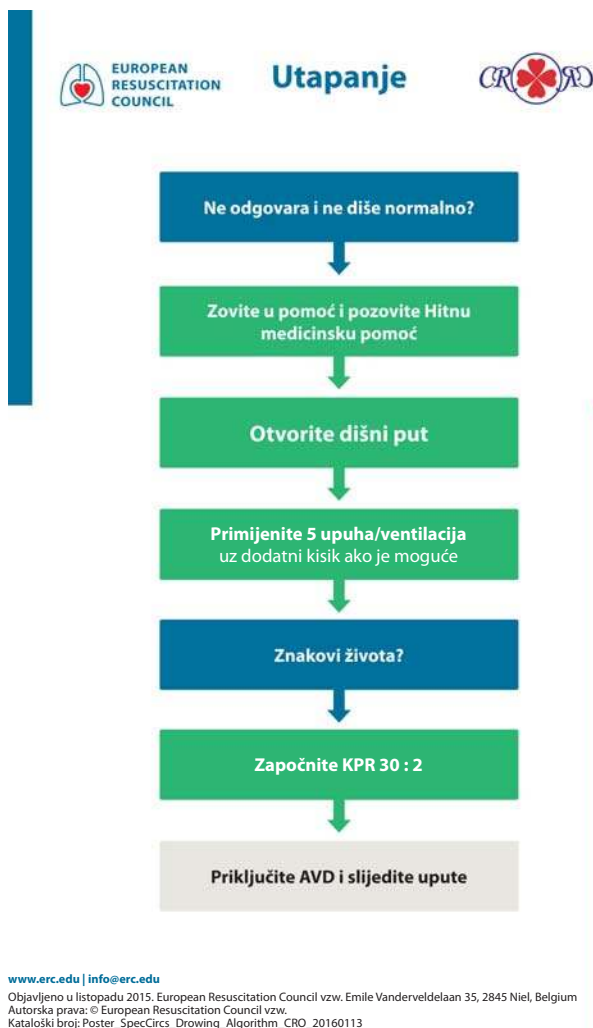 EUROPEAN
RESUSCITATION
COUNCIL
Utapanje
Ne odgovara i ne diše normalno?
Zovite u pomoć i pozovite Hitnu
medicinsku pomoć
Otvorite dišni put
Primijenite 5 upuha/ventilacija
uz dodatni kisik ako je moguće
Znakovi života?
Započnite KPR 30 : 2
Priključite AVD i slijedite upute
www.erc.edu | info@erc.edu
Objavljeno u listopadu 2015. European Resuscitation Council vzw. Emile Vanderveldelaan 35, 2845 Niel, Belgium
Autorska prava: © European Resuscitation Council vzw.
Kataloški broj: Poster_SpecCircs_Drowing_Algorithm_CRO_20160113